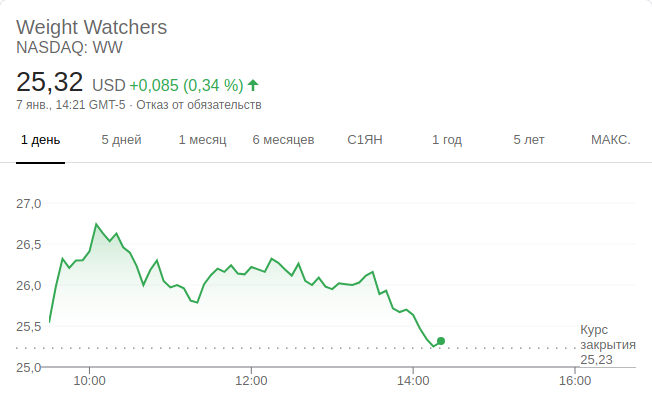 Weight Watchers
NASDAQ: WW
25,32 USD +0,085 (0,34 %)
7 янв., 14:21 GMT-5 · Отказ от обязательств
1 день 5 дней 1 месяц 6 месяцев С1ЯН 1 год 5 лет МАКС.
27,0
26,5
26,0
25,5
25,0
Курс
закрытия
25,23
10:00 12:00 14:00 16:00